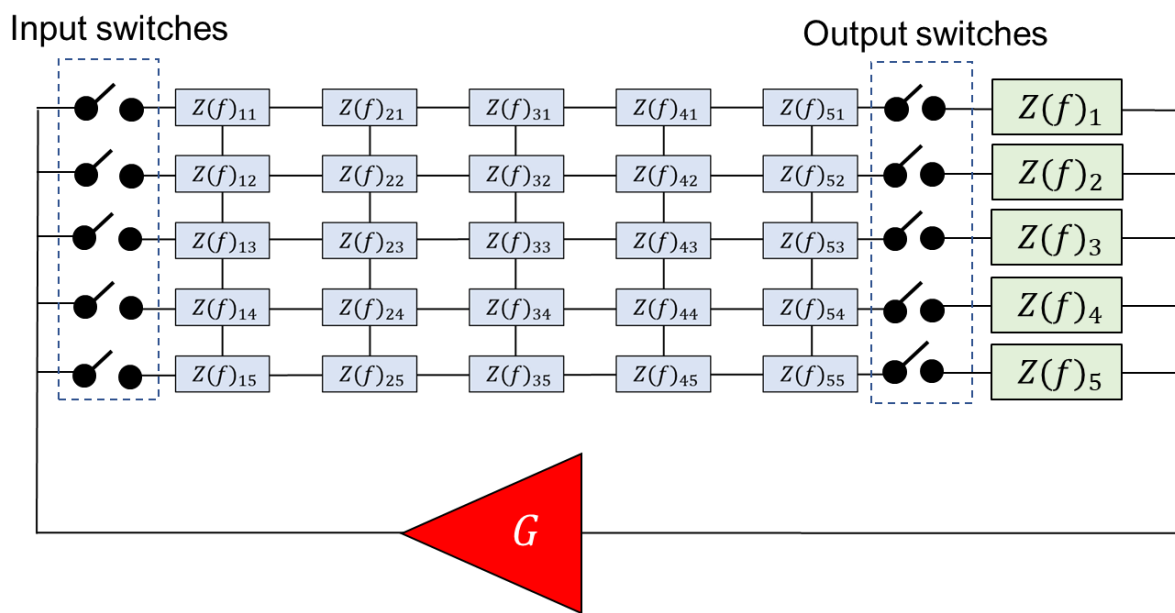 Input switches
Output switches
Z(f)₁₁ Z(f)₂₁ Z(f)₃₁ Z(f)₄₁ Z(f)₅₁ Z(f)₁
Z(f)₁₂ Z(f)₂₂ Z(f)₃₂ Z(f)₄₂ Z(f)₅₂ Z(f)₂
Z(f)₁₃ Z(f)₂₃ Z(f)₃₃ Z(f)₄₃ Z(f)₅₃ Z(f)₃
Z(f)₁₄ Z(f)₂₄ Z(f)₃₄ Z(f)₄₄ Z(f)₅₄ Z(f)₄
Z(f)₁₅ Z(f)₂₅ Z(f)₃₅ Z(f)₄₅ Z(f)₅₅ Z(f)₅
G